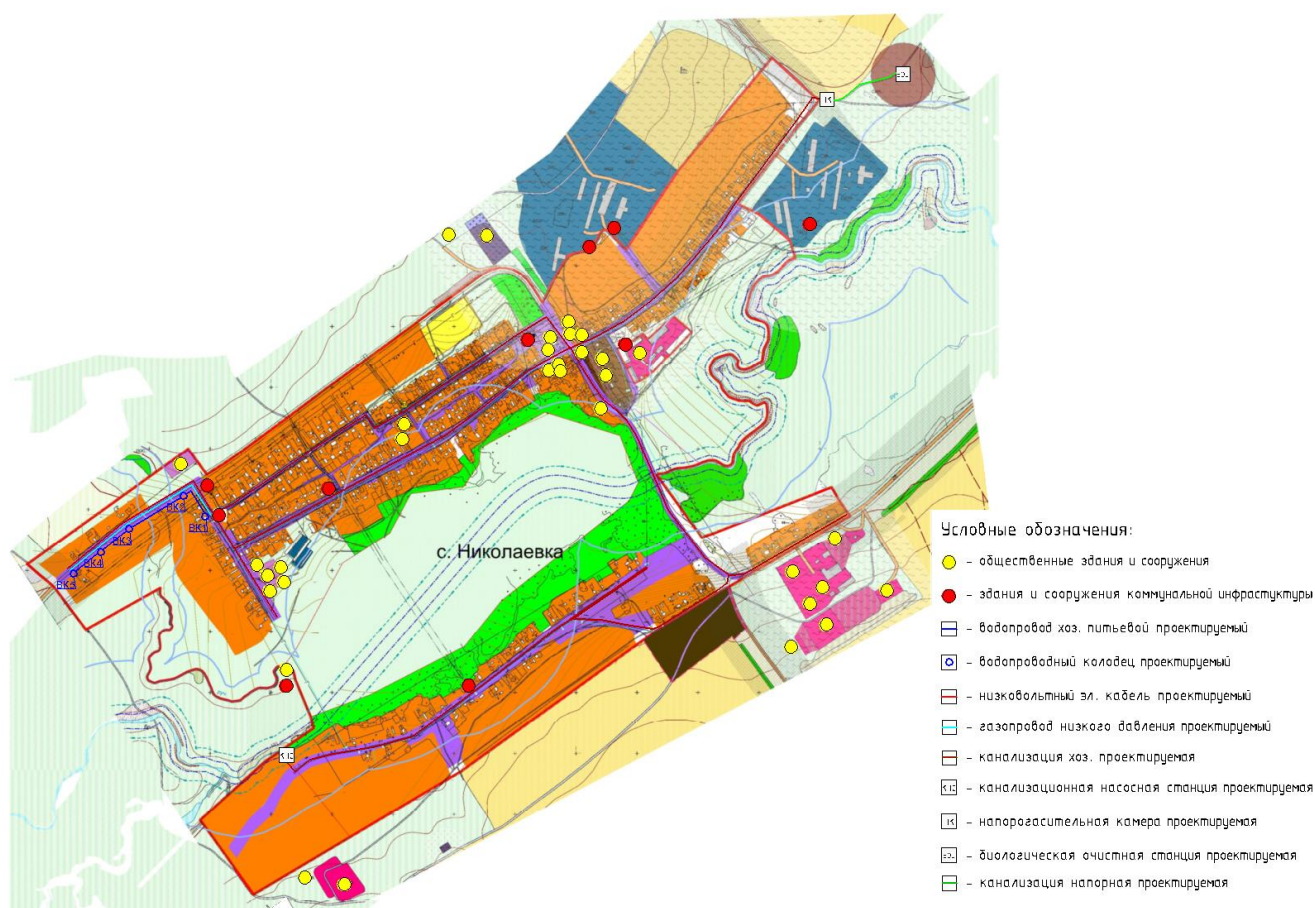 с. Николаевка
ВК2
ВК1
ВК3
ВК4
ВК5
Условные обозначения:
- общественные здания и сооружения
- здания и сооружения коммунальной инфрастуктуры
- водопровод хоз. питьевой проектируемый
- водопроводный колодец проектируемый
- низковольтный эл. кабель проектируемый
- газопровод низкого давления проектируемый
- канализация хоз. проектируемая
- канализационная насосная станция проектируемая
- напорогасительная камера проектируемая
- биологическая очистная станция проектируемая
- канализация напорная проектируемая